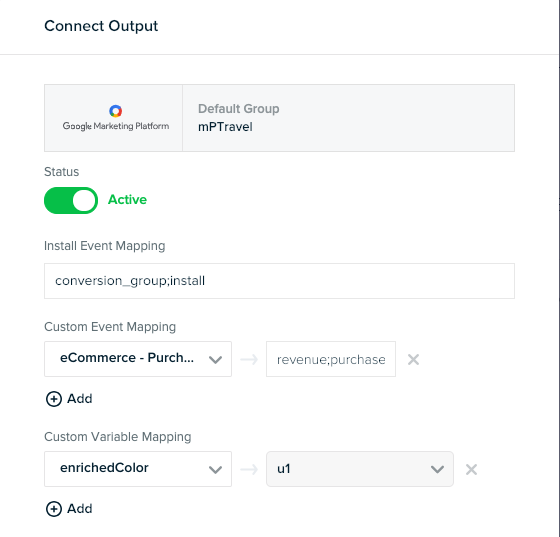 Connect Output
Google Marketing Platform
Default Group
mPTravel
Status
Active
Install Event Mapping
conversion_group;install
Custom Event Mapping
eCommerce - Purch...
revenue;purchase
Add
Custom Variable Mapping
enrichedColor
u1
Add